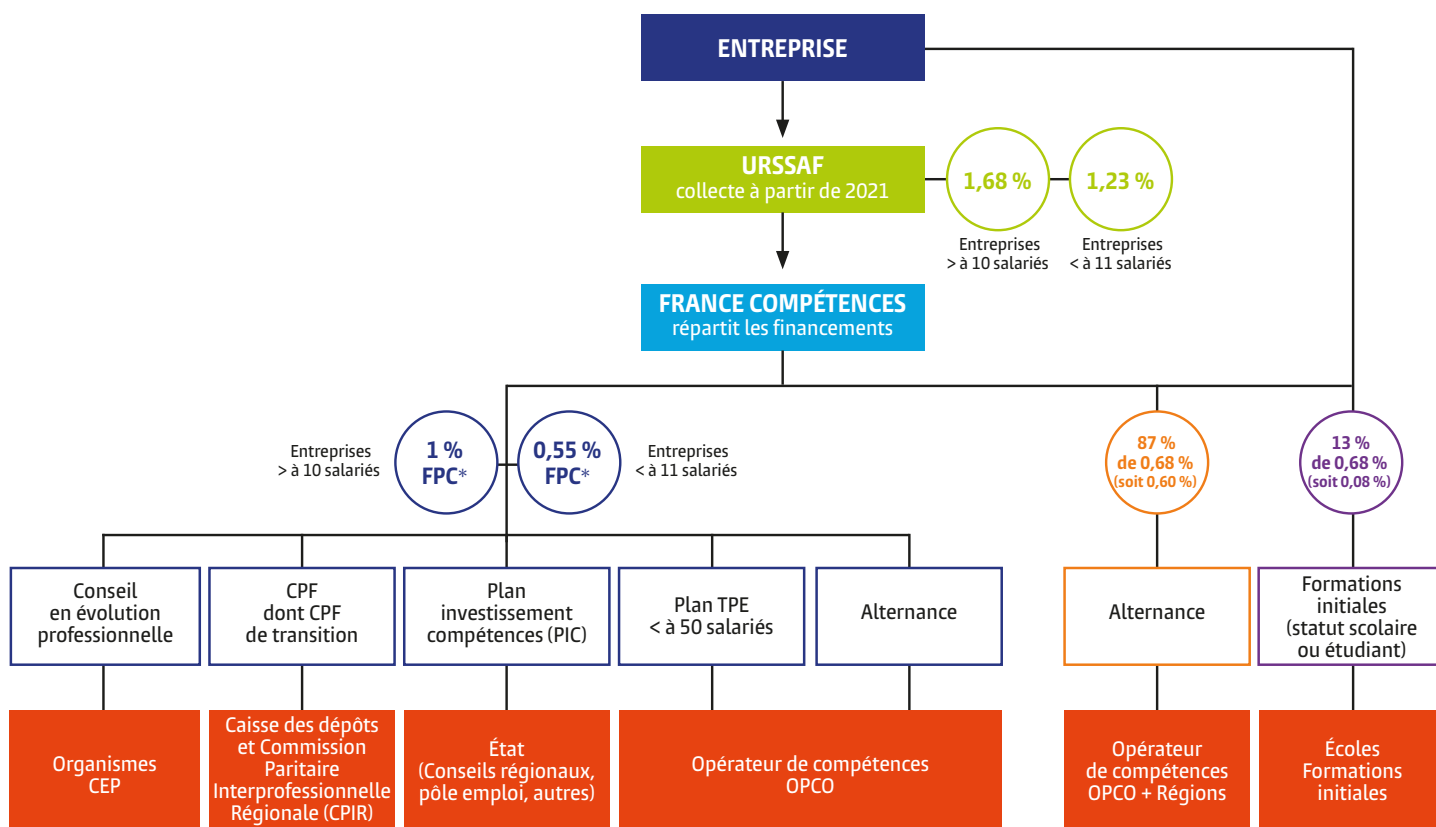 ENTREPRISE
URSSAF
collecte à partir de 2021
1,68 %
1,23 %
Entreprises
> à 10 salariés
Entreprises
< à 11 salariés
FRANCE COMPÉTENCES
répartit les financements
Entreprises
> à 10 salariés
1 %
FPC*
0,55 %
FPC*
Entreprises
< à 11 salariés
87 %
de 0,68 %
(soit 0,60 %)
13 %
de 0,68 %
(soit 0,08 %)
Conseil
en évolution
professionnelle
CPF
dont CPF
de transition
Plan
investissement
compétences (PIC)
Plan TPE
< à 50 salariés
Alternance
Alternance
Formations
initiales
(statut scolaire
ou étudiant)
Organismes
CEP
Caisse des dépôts
et Commission
Paritaire
Interprofessionnelle
Régionale (CPIR)
État
(Conseils régionaux,
pôle emploi, autres)
Opérateur de compétences
OPCO
Opérateur
de compétences
OPCO + Régions
Écoles
Formations
initiales